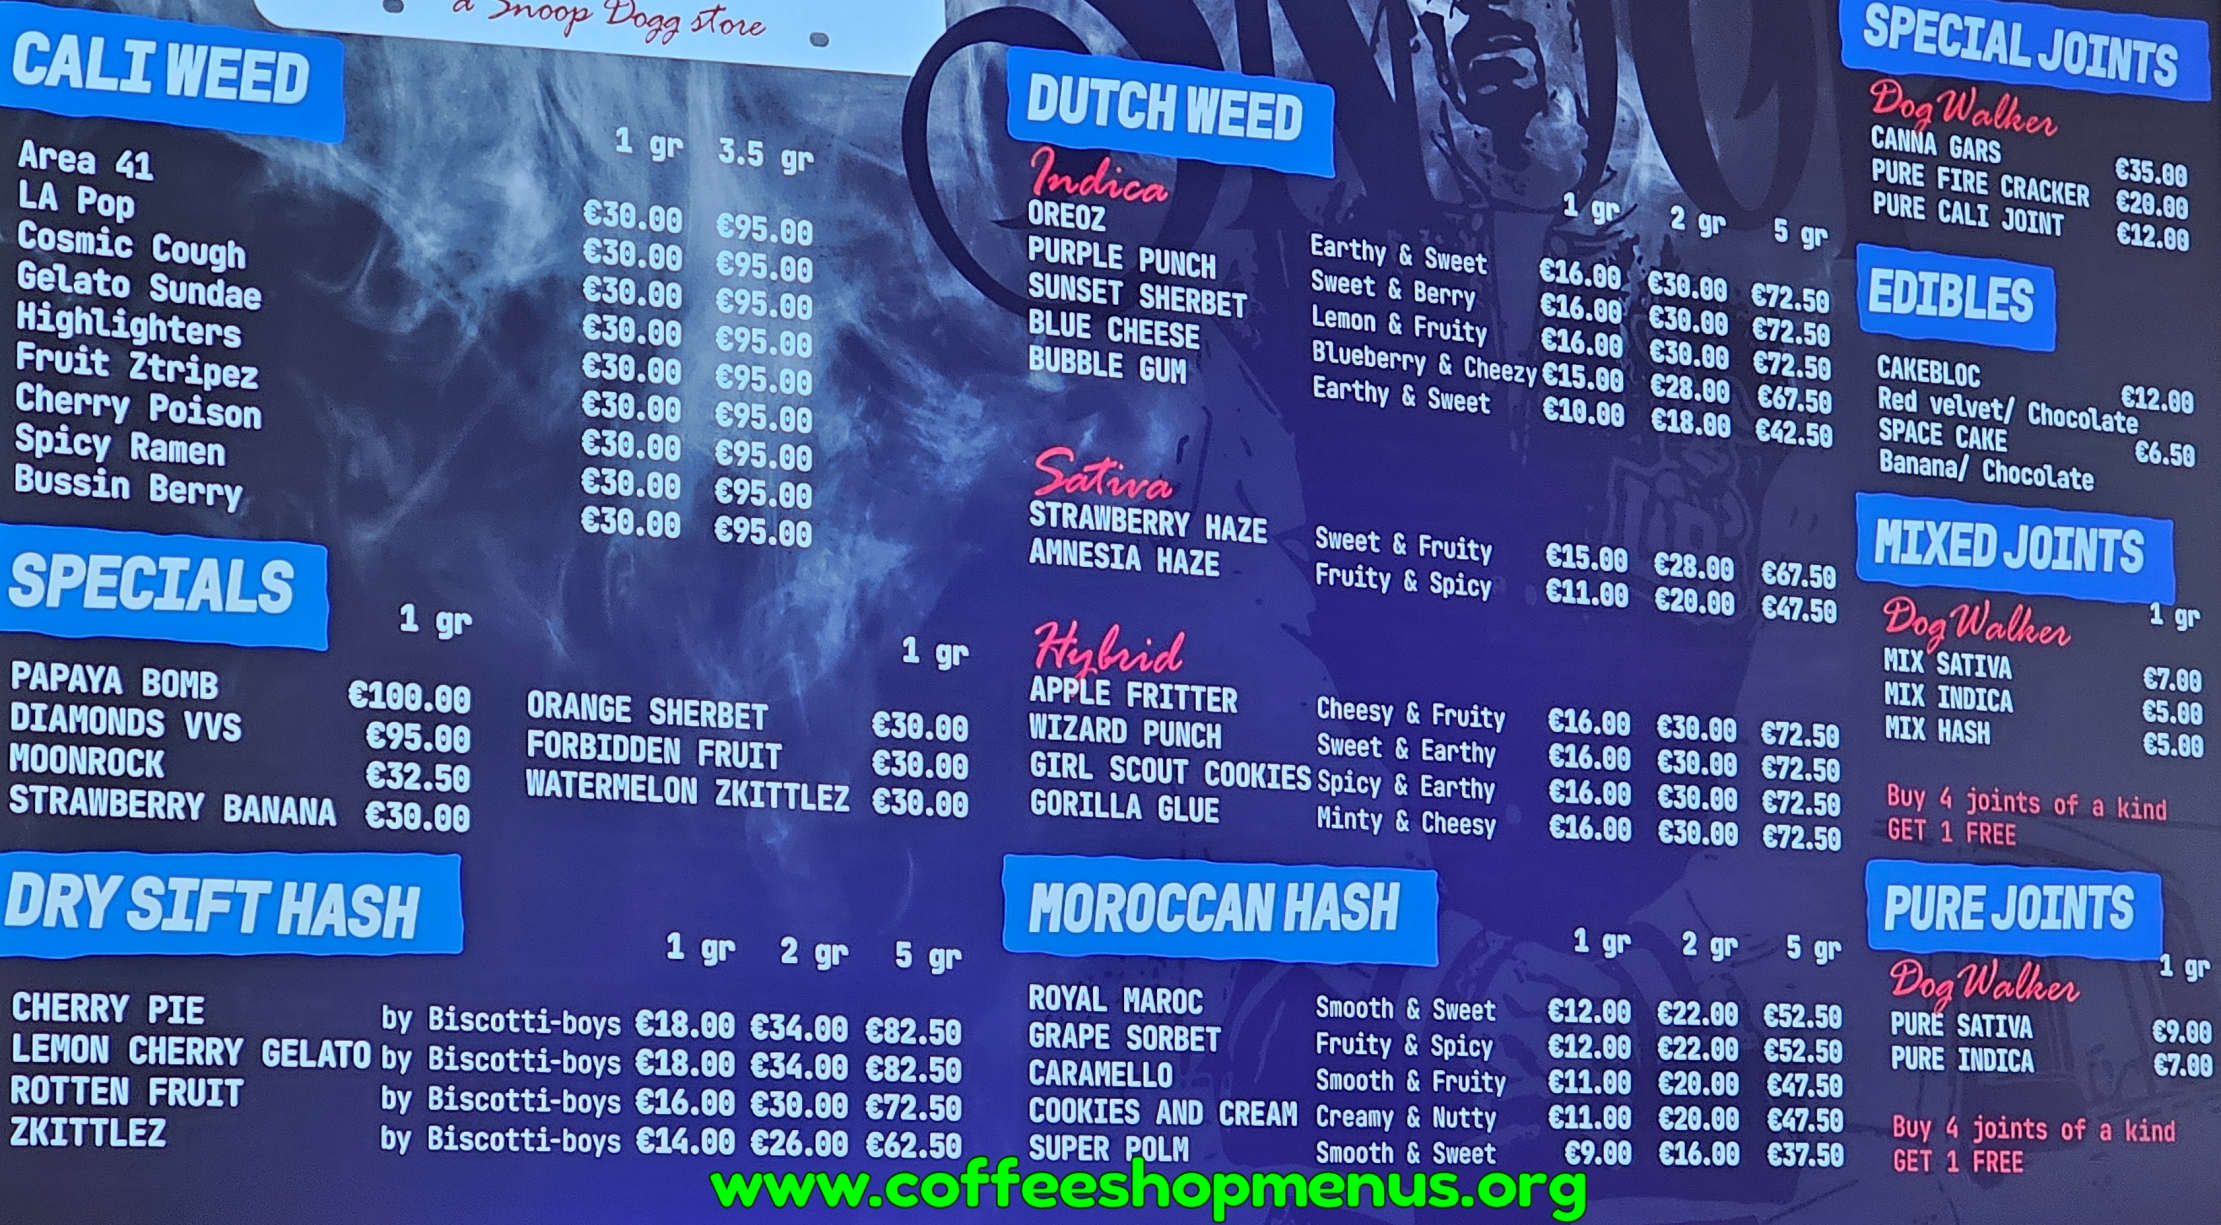 a Snoop Dogg store
CALI WEED
1 gr 3.5 gr
Area 41 €30.00 €95.00
LA Pop €30.00 €95.00
Cosmic Cough €30.00 €95.00
Gelato Sundae €30.00 €95.00
Highlighters €30.00 €95.00
Fruit Ztripez €30.00 €95.00
Cherry Poison €30.00 €95.00
Spicy Ramen €30.00 €95.00
Bussin Berry €30.00 €95.00
SPECIALS
1 gr
PAPAYA BOMB €100.00
DIAMONDS VVS €95.00
MOONROCK €32.50
STRAWBERRY BANANA €30.00
1 gr
ORANGE SHERBET €30.00
FORBIDDEN FRUIT €30.00
WATERMELON ZKITTLEZ €30.00
DRY SIFT HASH
1 gr 2 gr 5 gr
CHERRY PIE by Biscotti-boys €18.00 €34.00 €82.50
LEMON CHERRY GELATO by Biscotti-boys €18.00 €34.00 €82.50
ROTTEN FRUIT by Biscotti-boys €16.00 €30.00 €72.50
ZKITTLEZ by Biscotti-boys €14.00 €26.00 €62.50
DUTCH WEED
1 gr 2 gr 5 gr
Indica
OREOZ Earthy & Sweet €16.00 €30.00 €72.50
PURPLE PUNCH Sweet & Berry €16.00 €30.00 €72.50
SUNSET SHERBET Lemon & Fruity €16.00 €30.00 €72.50
BLUE CHEESE Blueberry & Cheezy €15.00 €28.00 €67.50
BUBBLE GUM Earthy & Sweet €10.00 €18.00 €42.50
Sativa
STRAWBERRY HAZE Sweet & Fruity €15.00 €28.00 €67.50
AMNESIA HAZE Fruity & Spicy €11.00 €20.00 €47.50
Hybrid
APPLE FRITTER Cheesy & Fruity €16.00 €30.00 €72.50
WIZARD PUNCH Sweet & Earthy €16.00 €30.00 €72.50
GIRL SCOUT COOKIES Spicy & Earthy €16.00 €30.00 €72.50
GORILLA GLUE Minty & Cheesy €16.00 €30.00 €72.50
MOROCCAN HASH
1 gr 2 gr 5 gr
ROYAL MAROC Smooth & Sweet €12.00 €22.00 €52.50
GRAPE SORBET Fruity & Spicy €12.00 €22.00 €52.50
CARAMELLO Smooth & Fruity €11.00 €20.00 €47.50
COOKIES AND CREAM Creamy & Nutty €11.00 €20.00 €47.50
SUPER POLM Smooth & Sweet €9.00 €16.00 €37.50
SPECIAL JOINTS
Dog Walker
CANNA GARS €35.00
PURE FIRE CRACKER €20.00
PURE CALI JOINT €12.00
EDIBLES
CAKEBLOC €12.00
Red velvet/ Chocolate
SPACE CAKE €6.50
Banana/ Chocolate
MIXED JOINTS
1 gr
Dog Walker
MIX SATIVA €7.00
MIX INDICA €5.00
MIX HASH €5.00
Buy 4 joints of a kind
GET 1 FREE
PURE JOINTS
1 gr
Dog Walker
PURE SATIVA €9.00
PURE INDICA €7.00
Buy 4 joints of a kind
GET 1 FREE
www.coffeeshopmenus.org